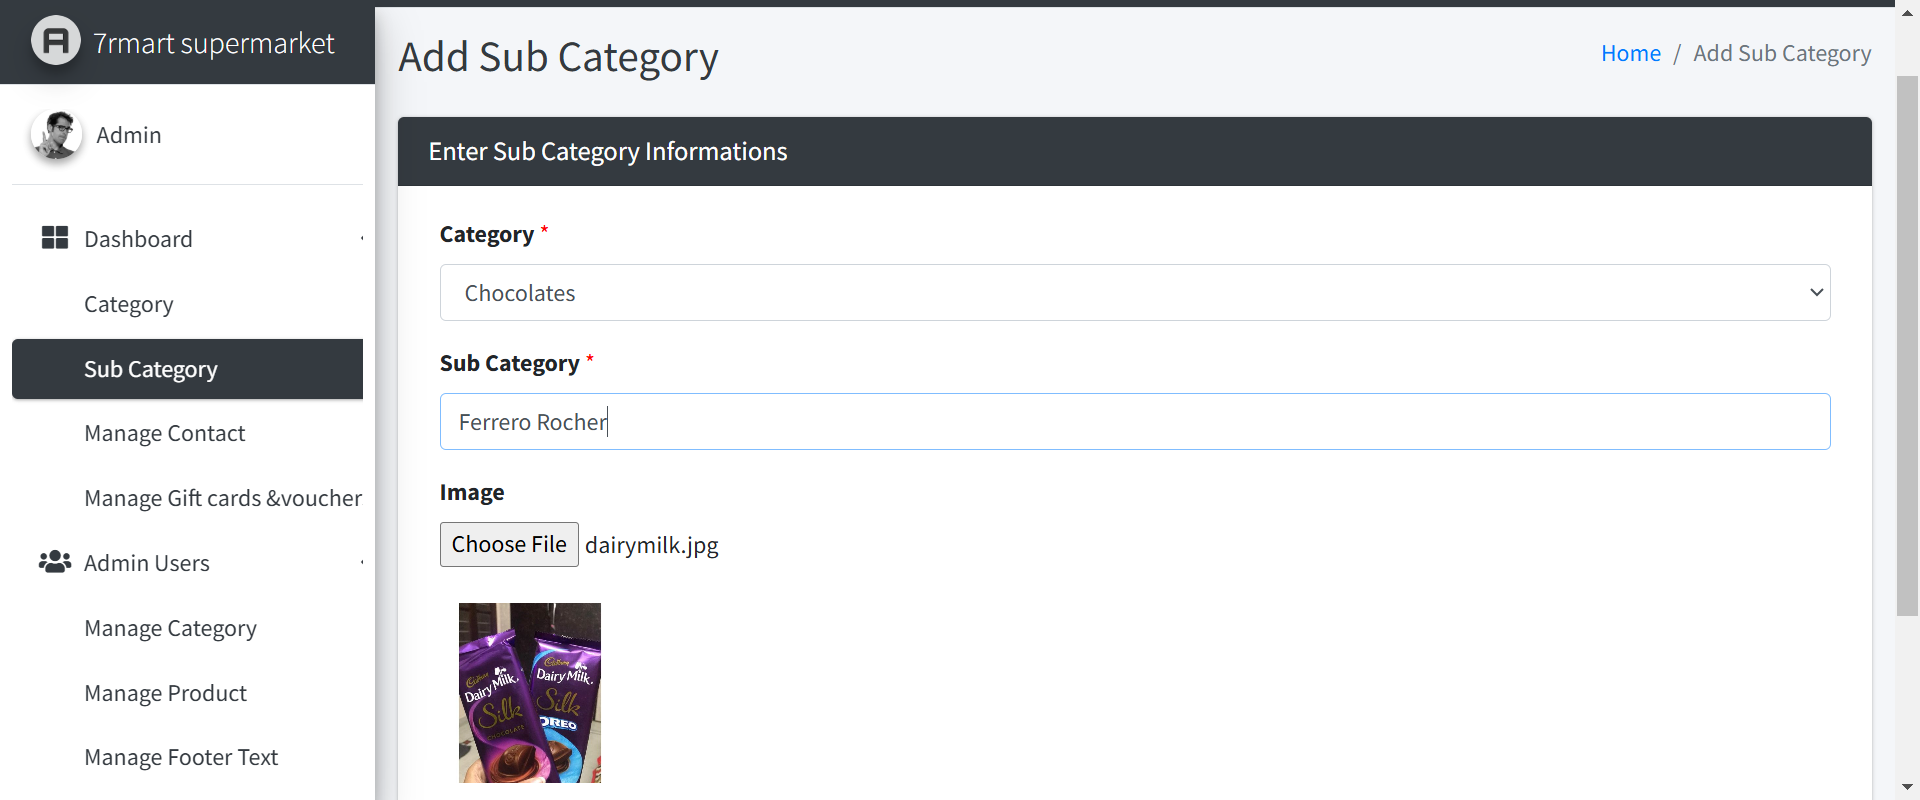 7rmart supermarket
Admin
Dashboard
Category
Sub Category
Manage Contact
Manage Gift cards &voucher
Admin Users
Manage Category
Manage Product
Manage Footer Text
Add Sub Category
Home / Add Sub Category
Enter Sub Category Informations
Category *
Chocolates
Sub Category *
Ferrero Rocher
Image
Choose File dairymilk.jpg
Cadbury
Dairy Milk
Silk
CHOCOLATE
Cadbury
Dairy Milk
Silk
OREO